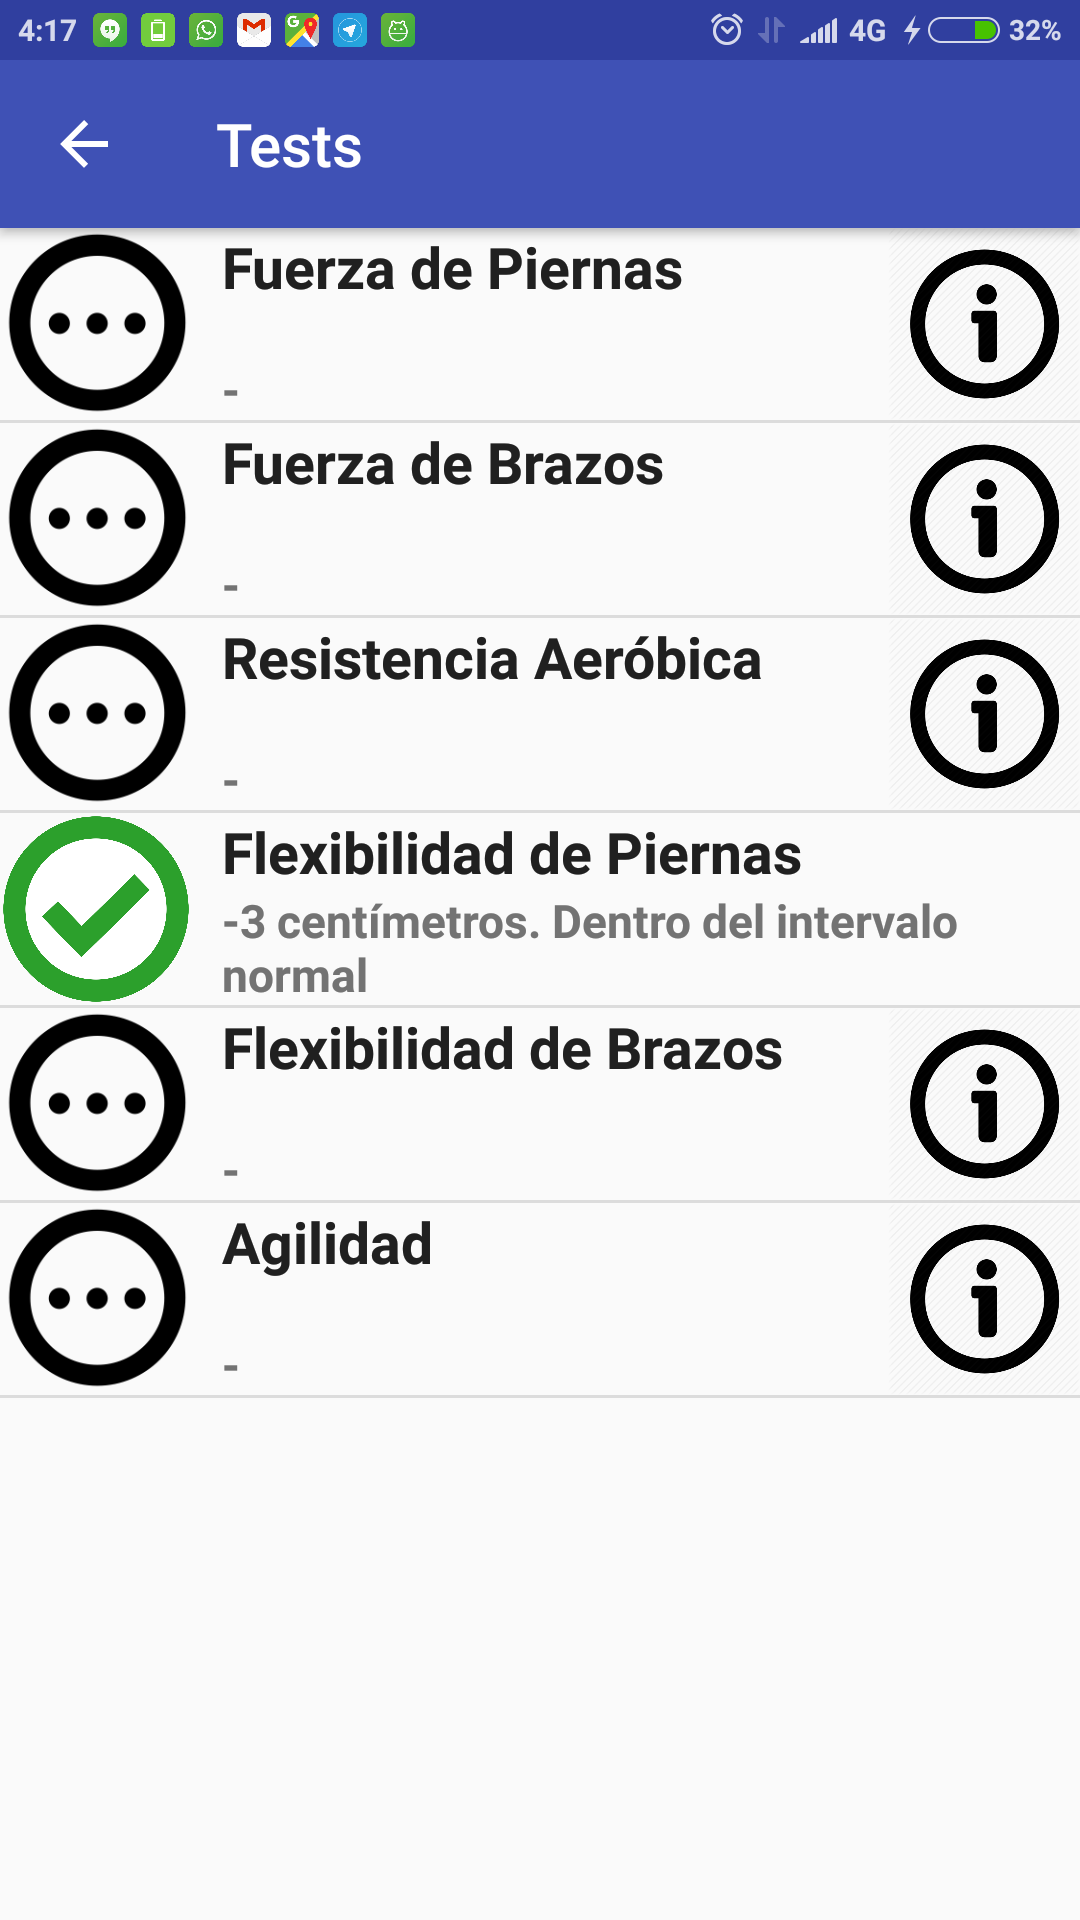 4:17 4G 32%
Tests
Fuerza de Piernas
-
Fuerza de Brazos
-
Resistencia Aeróbica
-
Flexibilidad de Piernas
-3 centímetros. Dentro del intervalo
normal
Flexibilidad de Brazos
-
Agilidad
-